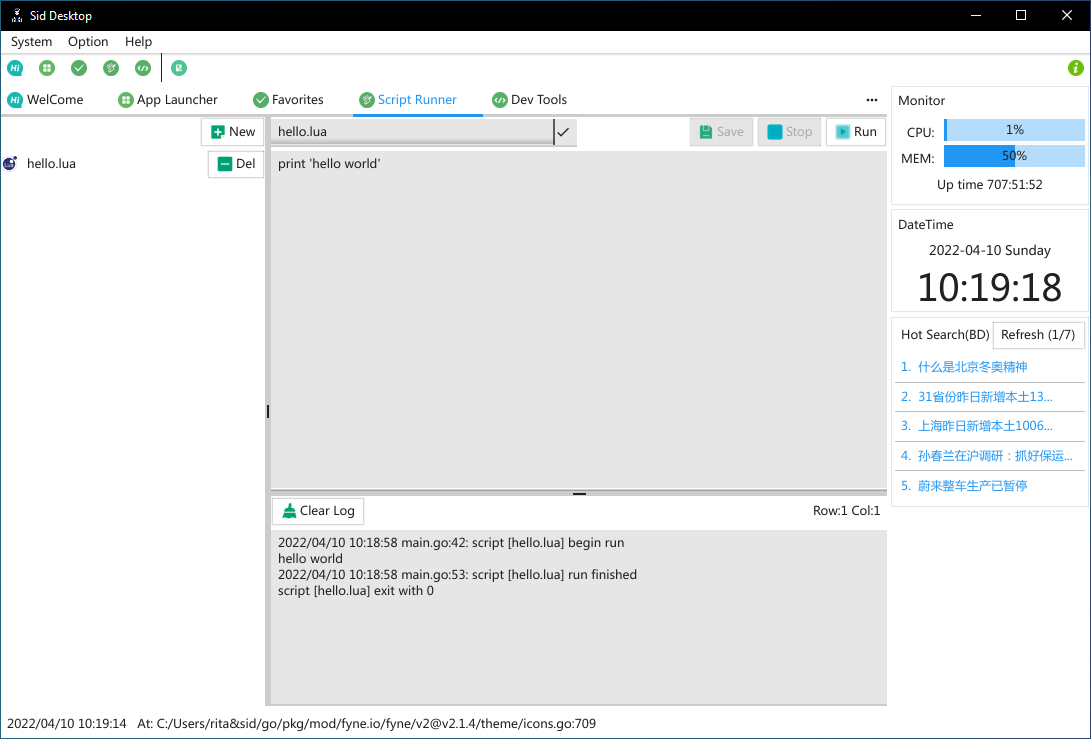 Sid Desktop
System Option Help
Hi
Hi WelCome App Launcher Favorites Script Runner Dev Tools ...
New
hello.lua
Del
hello.lua
Save Stop Run
print 'hello world'
Clear Log
Row:1 Col:1
2022/04/10 10:18:58 main.go:42: script [hello.lua] begin run
hello world
2022/04/10 10:18:58 main.go:53: script [hello.lua] run finished
script [hello.lua] exit with 0
Monitor
CPU: 1%
MEM: 50%
Up time 707:51:52
DateTime
2022-04-10 Sunday
10:19:18
Hot Search(BD) Refresh (1/7)
1. 什么是北京冬奥精神
2. 31省份昨日新增本土13...
3. 上海昨日新增本土1006...
4. 孙春兰在沪调研：抓好保运...
5. 蔚来整车生产已暂停
2022/04/10 10:19:14 At: C:/Users/rita&sid/go/pkg/mod/fyne.io/fyne/v2@v2.1.4/theme/icons.go:709